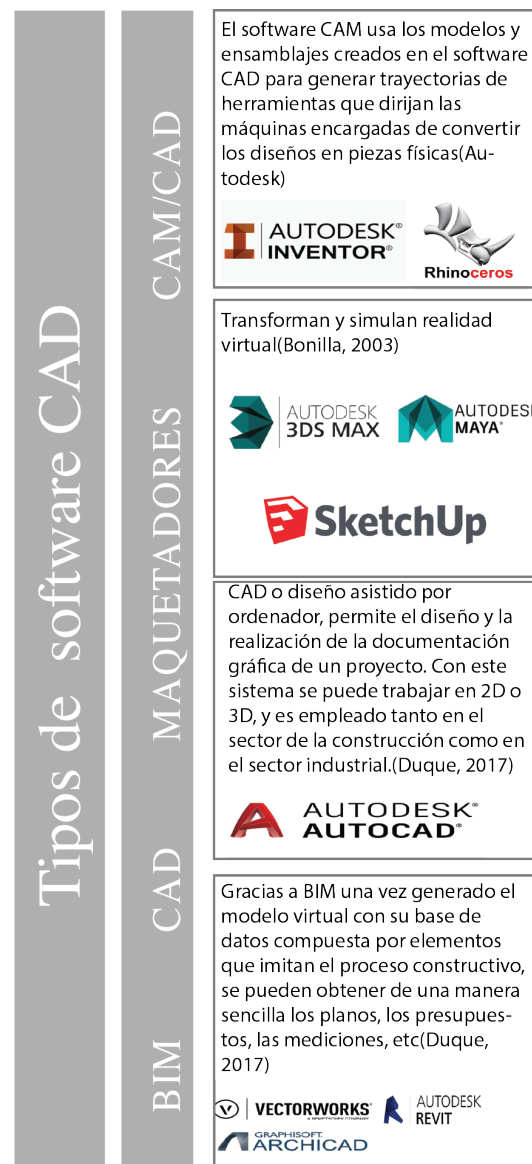 Tipos de software CAD
CAM/CAD
El software CAM usa los modelos y
ensamblajes creados en el software
CAD para generar trayectorias de
herramientas que dirijan las
máquinas encargadas de convertir
los diseños en piezas físicas(Au-
todesk)
AUTODESK®
INVENTOR®
Rhinoceros
MAQUETADORES
Transforman y simulan realidad
virtual(Bonilla, 2003)
AUTODESK
3DS MAX
AUTODESK
MAYA®
SketchUp
CAD
CAD o diseño asistido por
ordenador, permite el diseño y la
realización de la documentación
gráfica de un proyecto. Con este
sistema se puede trabajar en 2D o
3D, y es empleado tanto en el
sector de la construcción como en
el sector industrial.(Duque, 2017)
AUTODESK®
AUTOCAD®
BIM
Gracias a BIM una vez generado el
modelo virtual con su base de
datos compuesta por elementos
que imitan el proceso constructivo,
se pueden obtener de una manera
sencilla los planos, los presupues-
tos, las mediciones, etc(Duque,
2017)
VECTORWORKS®
A NEMETSCHEK COMPANY
AUTODESK
REVIT
GRAPHISOFT
ARCHICAD